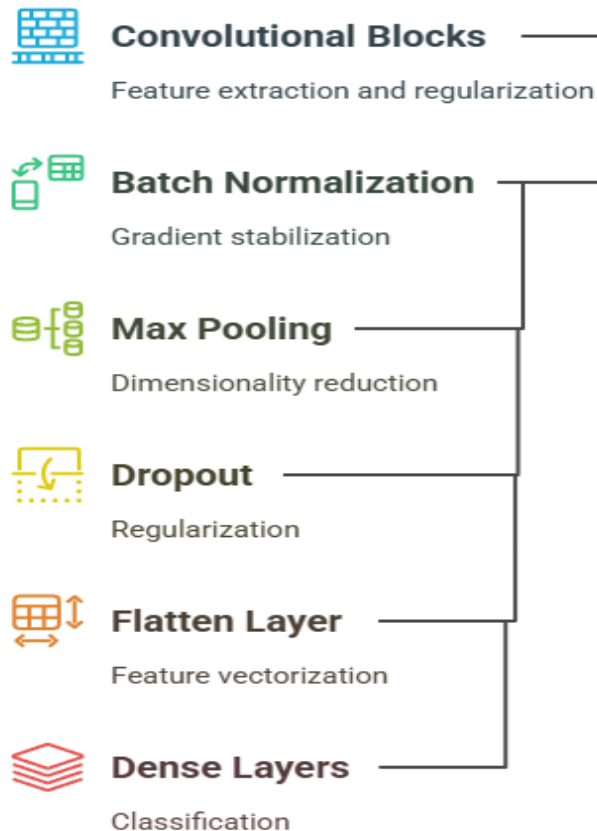 Convolutional Blocks
Feature extraction and regularization
Batch Normalization
Gradient stabilization
Max Pooling
Dimensionality reduction
Dropout
Regularization
Flatten Layer
Feature vectorization
Dense Layers
Classification